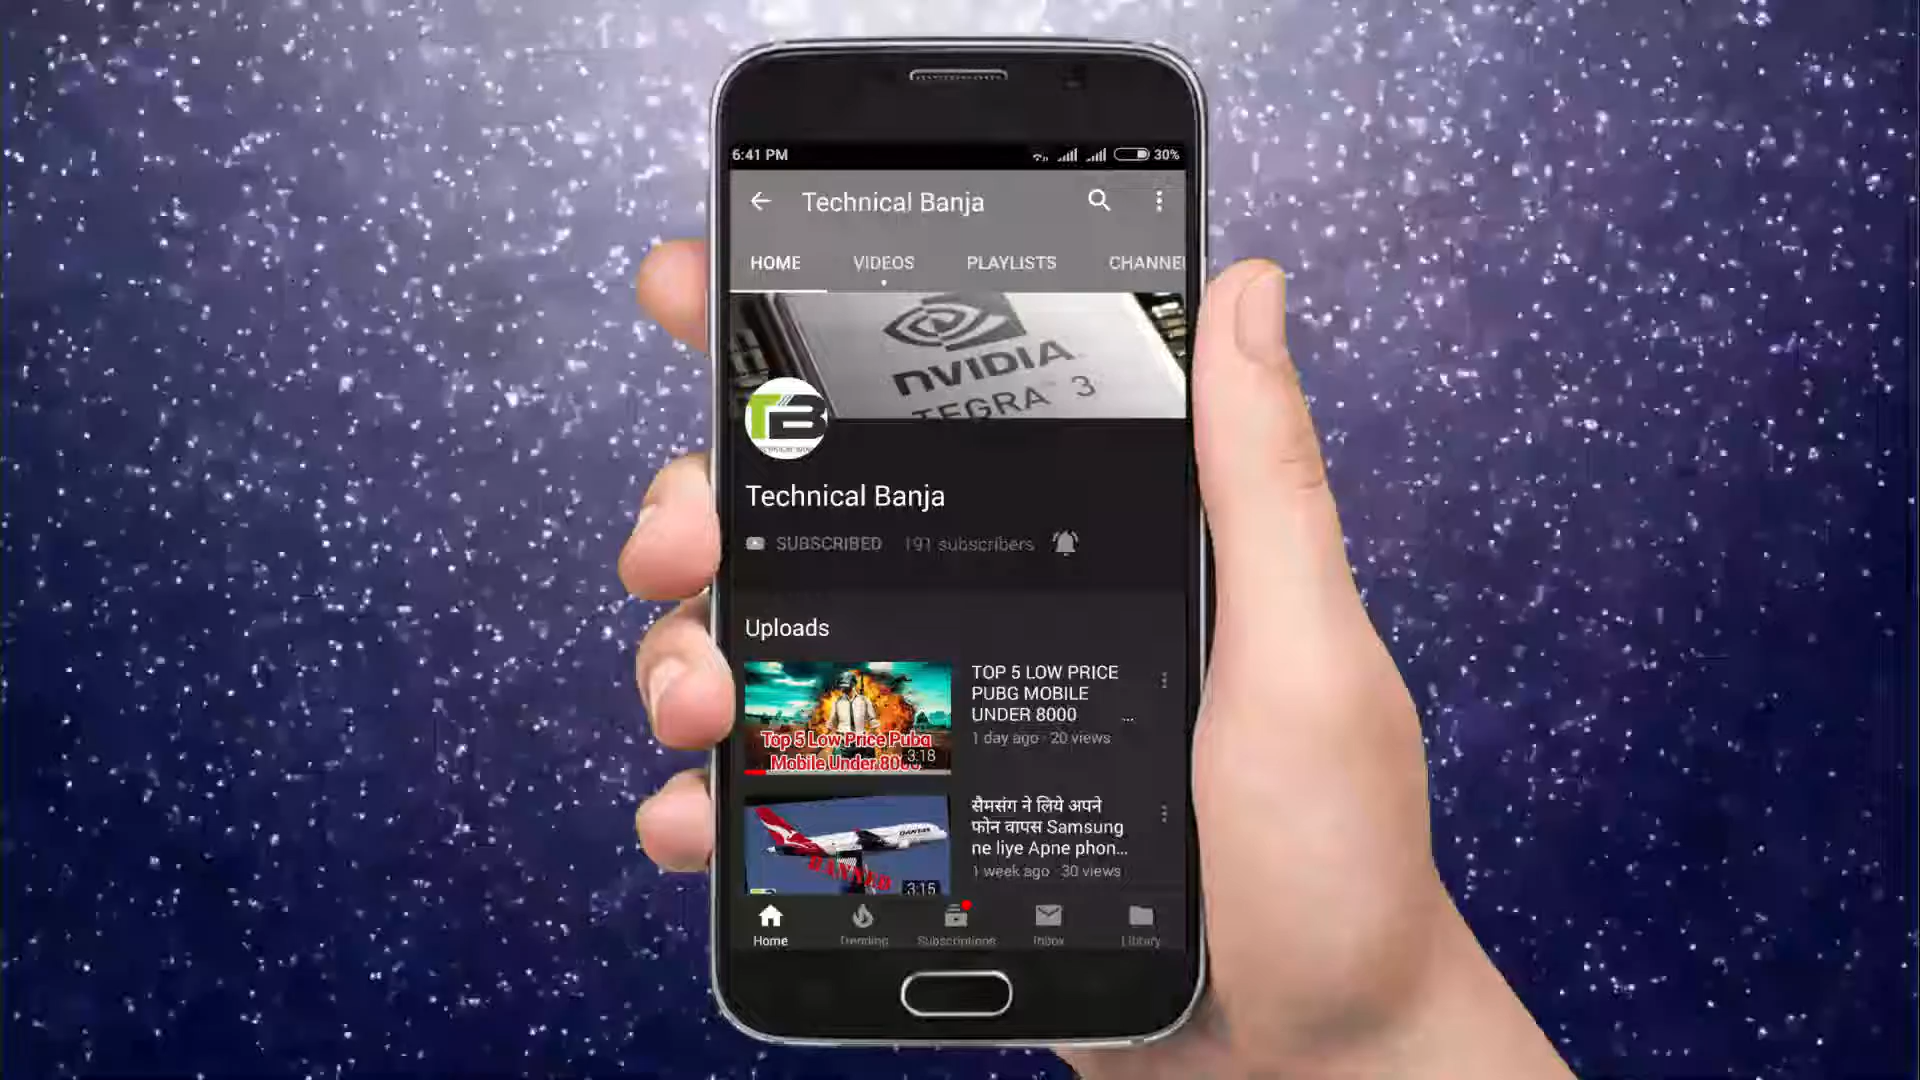 6:41 PM
30%
Technical Banja
HOME VIDEOS PLAYLISTS CHANNEL
NVIDIA
TEGRA 3
TB
Technical Banja
SUBSCRIBED 191 subscribers
Uploads
TOP 5 LOW PRICE
PUBG MOBILE
UNDER 8000 ...
1 day ago · 20 views
Top 5 Low Price Pubg
Mobile Under 8000
3:18
सैमसंग ने लिये अपने
फोन वापस Samsung
ne liye Apne phon...
1 week ago · 30 views
QANTAS
BANNED
3:15
Home Trending Subscriptions Inbox Library